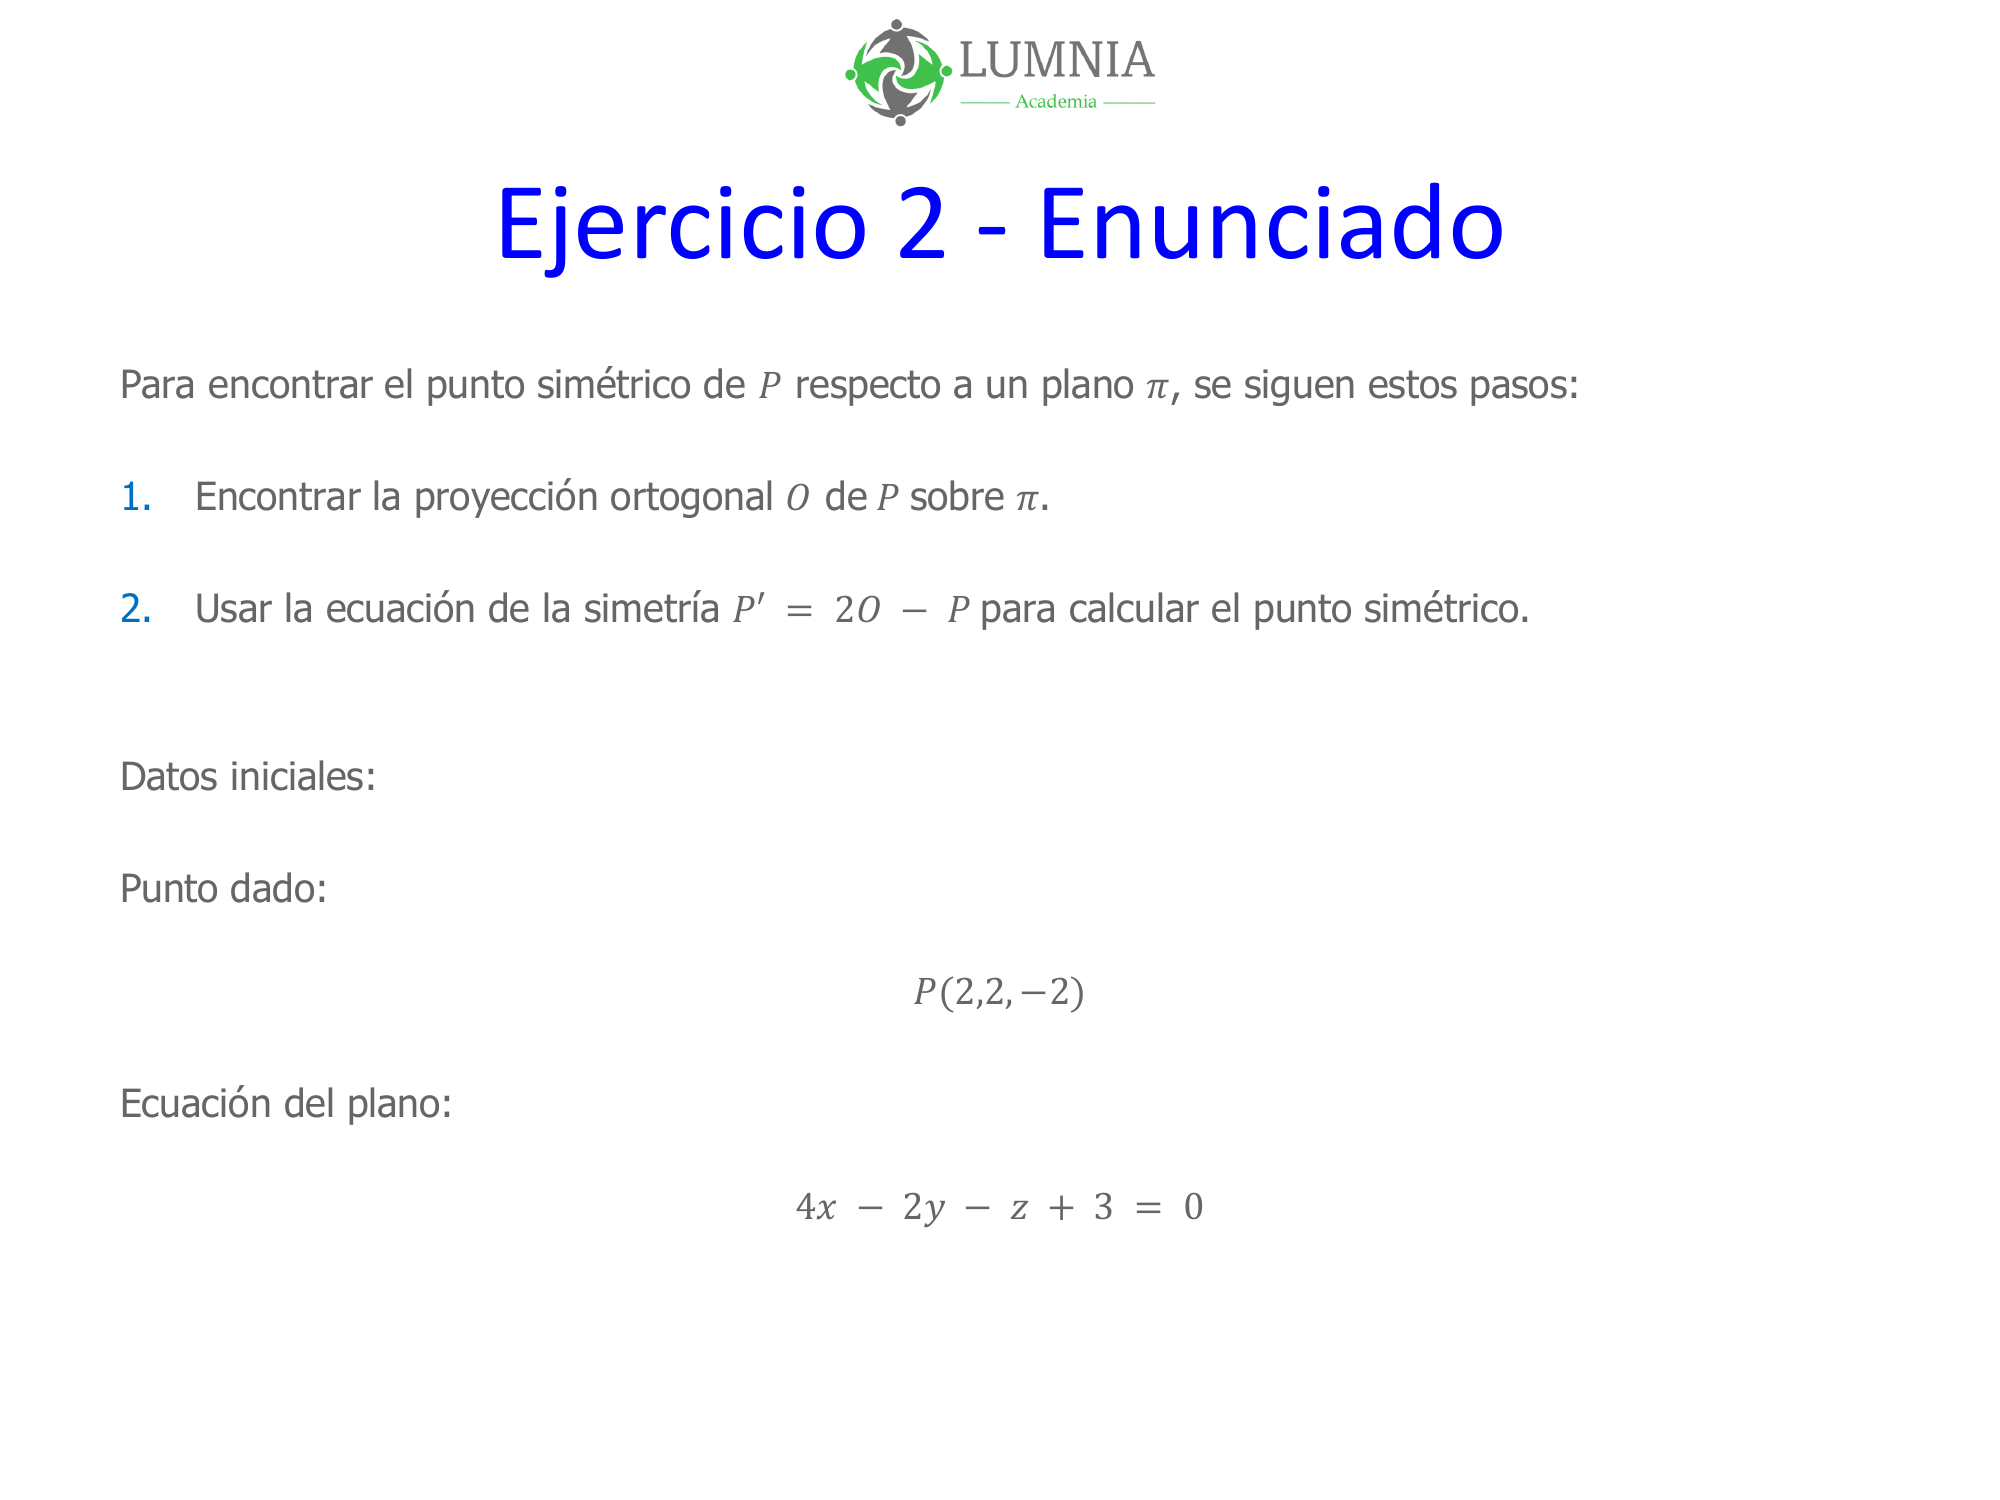 LUMNIA
Academia
Ejercicio 2 - Enunciado
Para encontrar el punto simétrico de P respecto a un plano π, se siguen estos pasos:
1. Encontrar la proyección ortogonal O de P sobre π.
2. Usar la ecuación de la simetría P′ = 2O − P para calcular el punto simétrico.
Datos iniciales:
Punto dado:
P(2,2,−2)
Ecuación del plano:
4x − 2y − z + 3 = 0